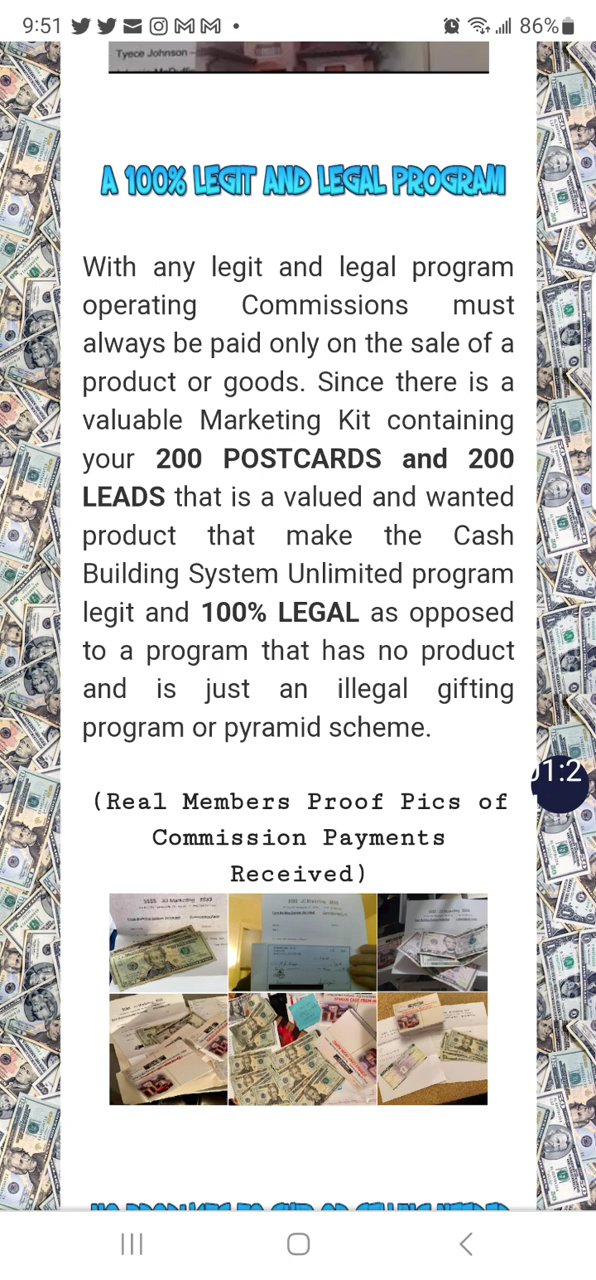 9:51
86%
Tyece Johnson -
A 100% LEGIT AND LEGAL PROGRAM
With any legit and legal program
operating Commissions must
always be paid only on the sale of a
product or goods. Since there is a
valuable Marketing Kit containing
your 200 POSTCARDS and 200
LEADS that is a valued and wanted
product that make the Cash
Building System Unlimited program
legit and 100% LEGAL as opposed
to a program that has no product
and is just an illegal gifting
program or pyramid scheme.
01:2
(Real Members Proof Pics of
Commission Payments
Received)